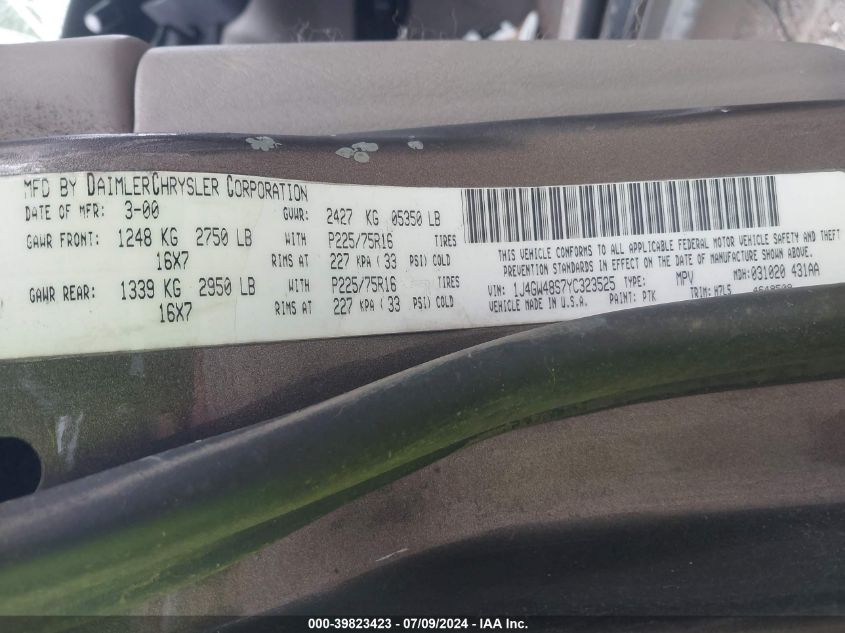 MFD BY DAIMLERCHRYSLER CORPORATION
DATE OF MFR: 3-00 GVWR: 2427 KG 05350 LB
GAWR FRONT: 1248 KG 2750 LB WITH P225/75R16 TIRES
16X7 RIMS AT 227 KPA ( 33 PSI) COLD
GAWR REAR: 1339 KG 2950 LB WITH P225/75R16 TIRES
16X7 RIMS AT 227 KPA ( 33 PSI) COLD
THIS VEHICLE CONFORMS TO ALL APPLICABLE FEDERAL MOTOR VEHICLE SAFETY AND THEFT
PREVENTION STANDARDS IN EFFECT ON THE DATE OF MANUFACTURE SHOWN ABOVE.
VIN: 1J4GW48S7YC323525 TYPE: MPV MDH: 031020 431AA
VEHICLE MADE IN U.S.A. PAINT: PTK TRIM: H7L5
000-39823423 - 07/09/2024 - IAA Inc.